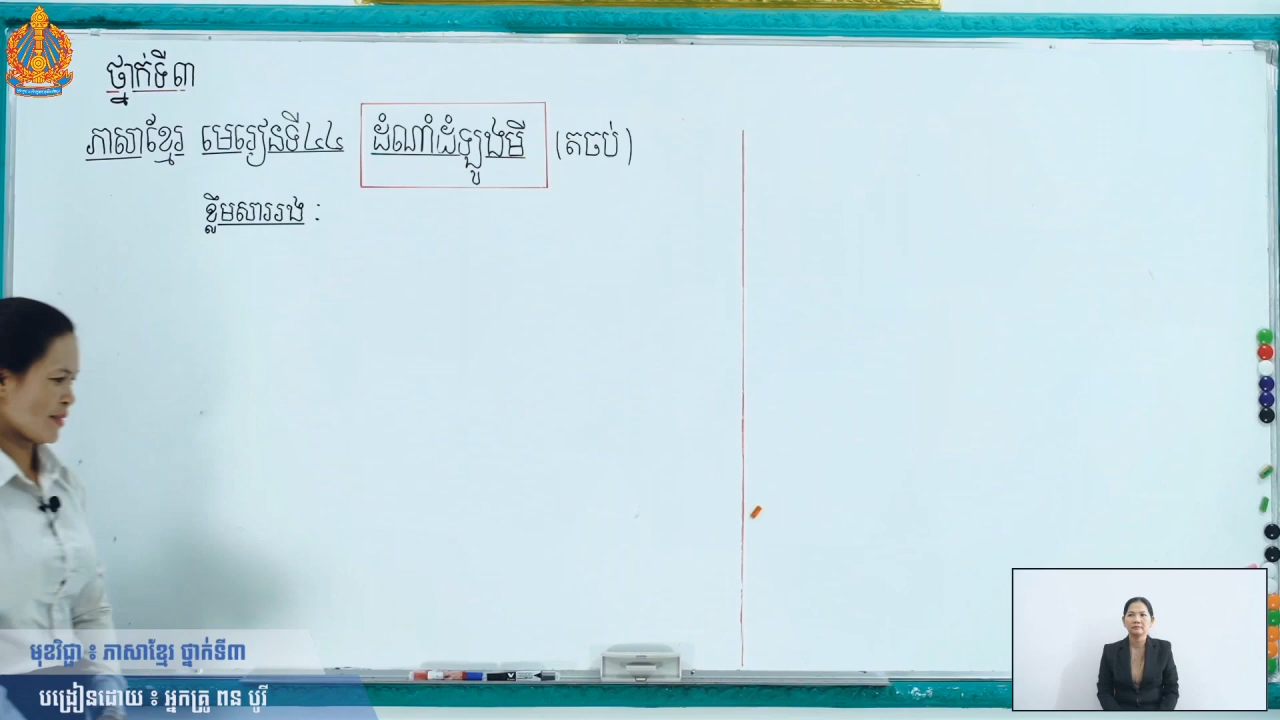 ថ្នាក់ទី៣
ភាសាខ្មែរ មេរៀនទី៤៤ ដំណាំដំឡូងមី (តចប់)
ខ្លឹមសាររង :
មុខវិជ្ជា ៖ ភាសាខ្មែរ ថ្នាក់ទី៣
បង្រៀនដោយ ៖ អ្នកគ្រូ ពន បូរី